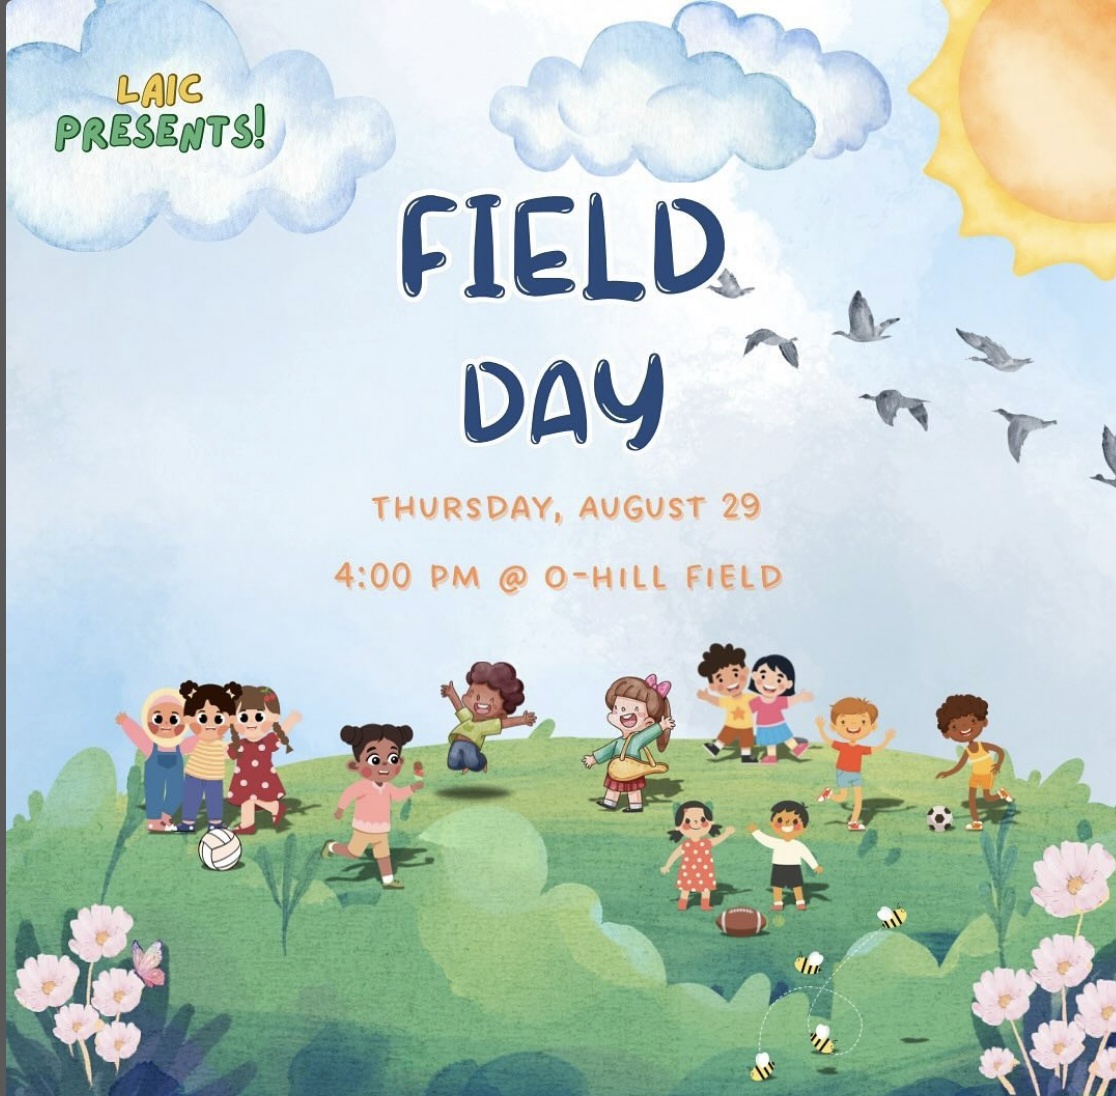 LAIC
PRESENTS!
FIELD
DAY
THURSDAY, AUGUST 29
4:00 PM @ O-HILL FIELD